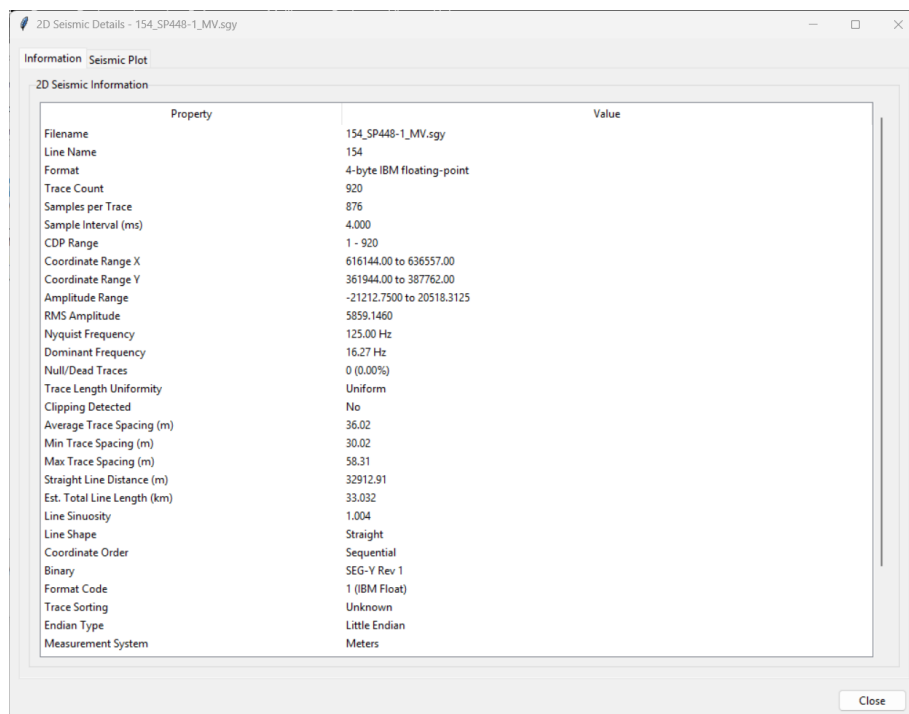 2D Seismic Details - 154_SP448-1_MV.sgy
Information Seismic Plot
2D Seismic Information
Property Value
Filename 154_SP448-1_MV.sgy
Line Name 154
Format 4-byte IBM floating-point
Trace Count 920
Samples per Trace 876
Sample Interval (ms) 4.000
CDP Range 1 - 920
Coordinate Range X 616144.00 to 636557.00
Coordinate Range Y 361944.00 to 387762.00
Amplitude Range -21212.7500 to 20518.3125
RMS Amplitude 5859.1460
Nyquist Frequency 125.00 Hz
Dominant Frequency 16.27 Hz
Null/Dead Traces 0 (0.00%)
Trace Length Uniformity Uniform
Clipping Detected No
Average Trace Spacing (m) 36.02
Min Trace Spacing (m) 30.02
Max Trace Spacing (m) 58.31
Straight Line Distance (m) 32912.91
Est. Total Line Length (km) 33.032
Line Sinuosity 1.004
Line Shape Straight
Coordinate Order Sequential
Binary SEG-Y Rev 1
Format Code 1 (IBM Float)
Trace Sorting Unknown
Endian Type Little Endian
Measurement System Meters
Close